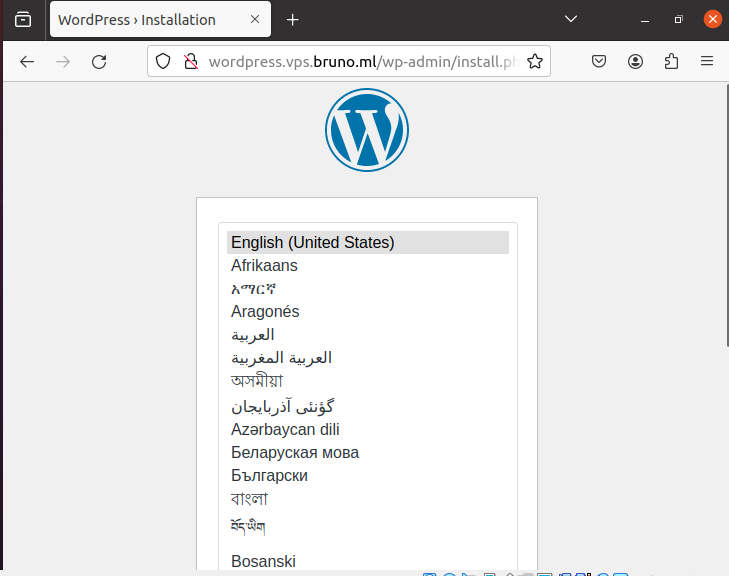 WordPress › Installation
wordpress.vps.bruno.ml/wp-admin/install.ph
English (United States)
Afrikaans
አማርኛ
Aragonés
العربية
العربية المغربية
অসমীয়া
گؤنئی آذربایجان
Azərbaycan dili
Беларуская мова
Български
বাংলা
བོད་ཡིག
Bosanski